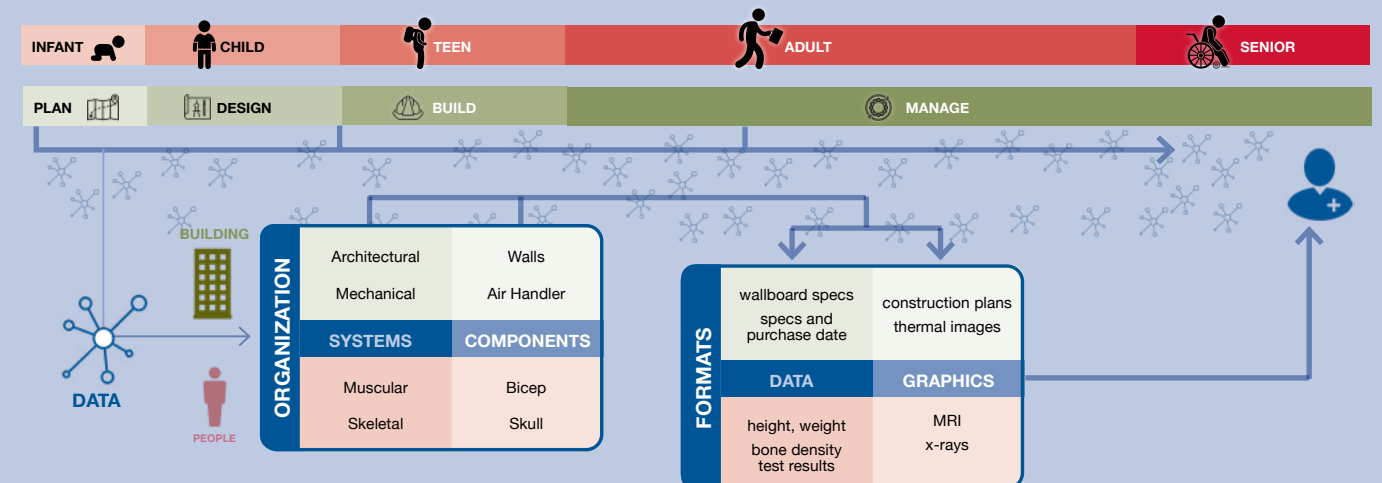 INFANT
CHILD
TEEN
ADULT
SENIOR
PLAN
DESIGN
BUILD
MANAGE
BUILDING
DATA
PEOPLE
ORGANIZATION
Architectural
Walls
Mechanical
Air Handler
SYSTEMS
COMPONENTS
Muscular
Bicep
Skeletal
Skull
FORMATS
wallboard specs
specs and
purchase date
construction plans
thermal images
DATA
GRAPHICS
height, weight
bone density
test results
MRI
x-rays